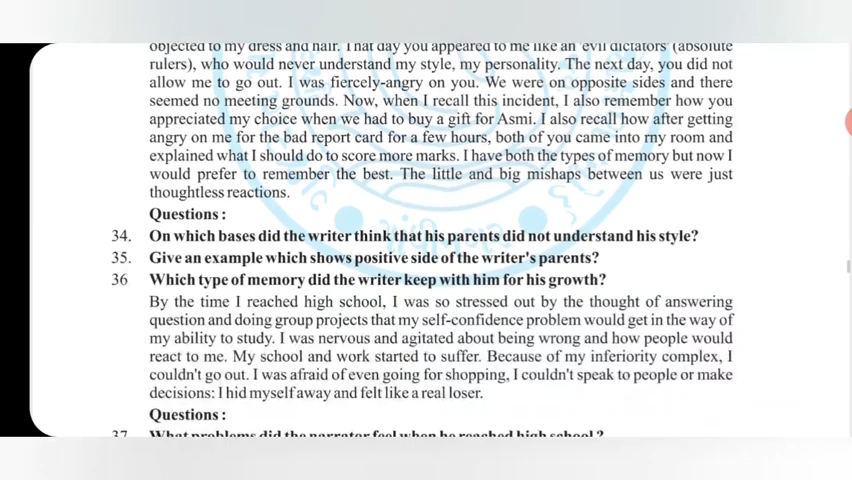 objected to my dress and hair. That day you appeared to me like an 'evil dictators' (absolute
rulers), who would never understand my style, my personality. The next day, you did not
allow me to go out. I was fiercely-angry on you. We were on opposite sides and there
seemed no meeting grounds. Now, when I recall this incident, I also remember how you
appreciated my choice when we had to buy a gift for Asmi. I also recall how after getting
angry on me for the bad report card for a few hours, both of you came into my room and
explained what I should do to score more marks. I have both the types of memory but now I
would prefer to remember the best. The little and big mishaps between us were just
thoughtless reactions.
Questions :
34. On which bases did the writer think that his parents did not understand his style?
35. Give an example which shows positive side of the writer's parents?
36 Which type of memory did the writer keep with him for his growth?
By the time I reached high school, I was so stressed out by the thought of answering
question and doing group projects that my self-confidence problem would get in the way of
my ability to study. I was nervous and agitated about being wrong and how people would
react to me. My school and work started to suffer. Because of my inferiority complex, I
couldn't go out. I was afraid of even going for shopping, I couldn't speak to people or make
decisions: I hid myself away and felt like a real loser.
Questions :
37 What problems did the narrator feel when he reached high school ?